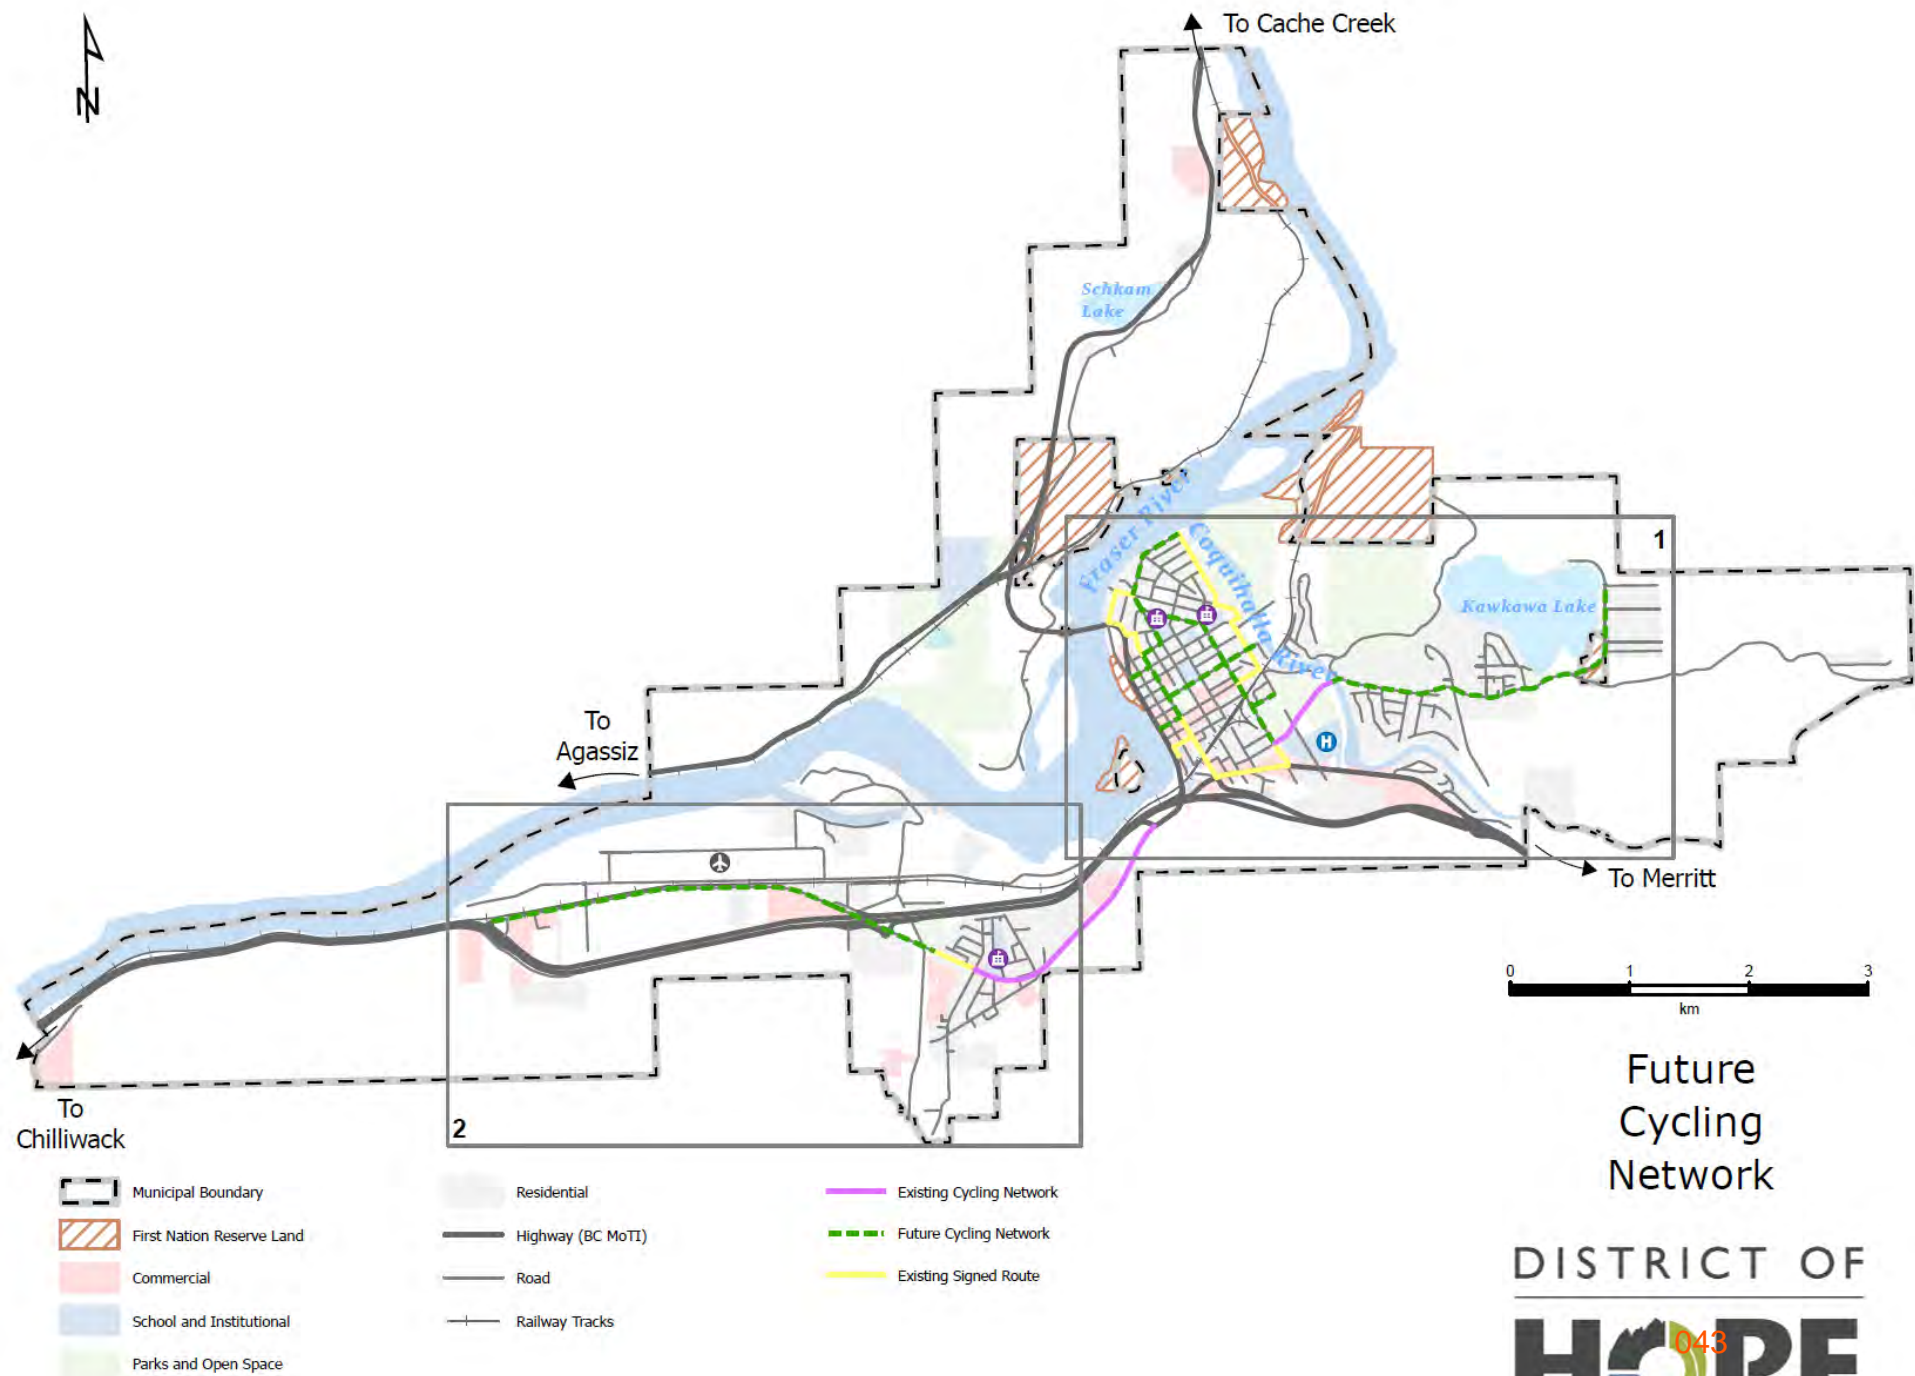 To Cache Creek
N
Schkam
Lake
Fraser River
Coquihalla River
1
Kawkawa Lake
To
Agassiz
To Merritt
0 1 2 3
km
To
Chilliwack
2
Future
Cycling
Network
Municipal Boundary
First Nation Reserve Land
Commercial
School and Institutional
Parks and Open Space
Residential
Highway (BC MoTI)
Road
Railway Tracks
Existing Cycling Network
Future Cycling Network
Existing Signed Route
H
DISTRICT OF
HOPE
043